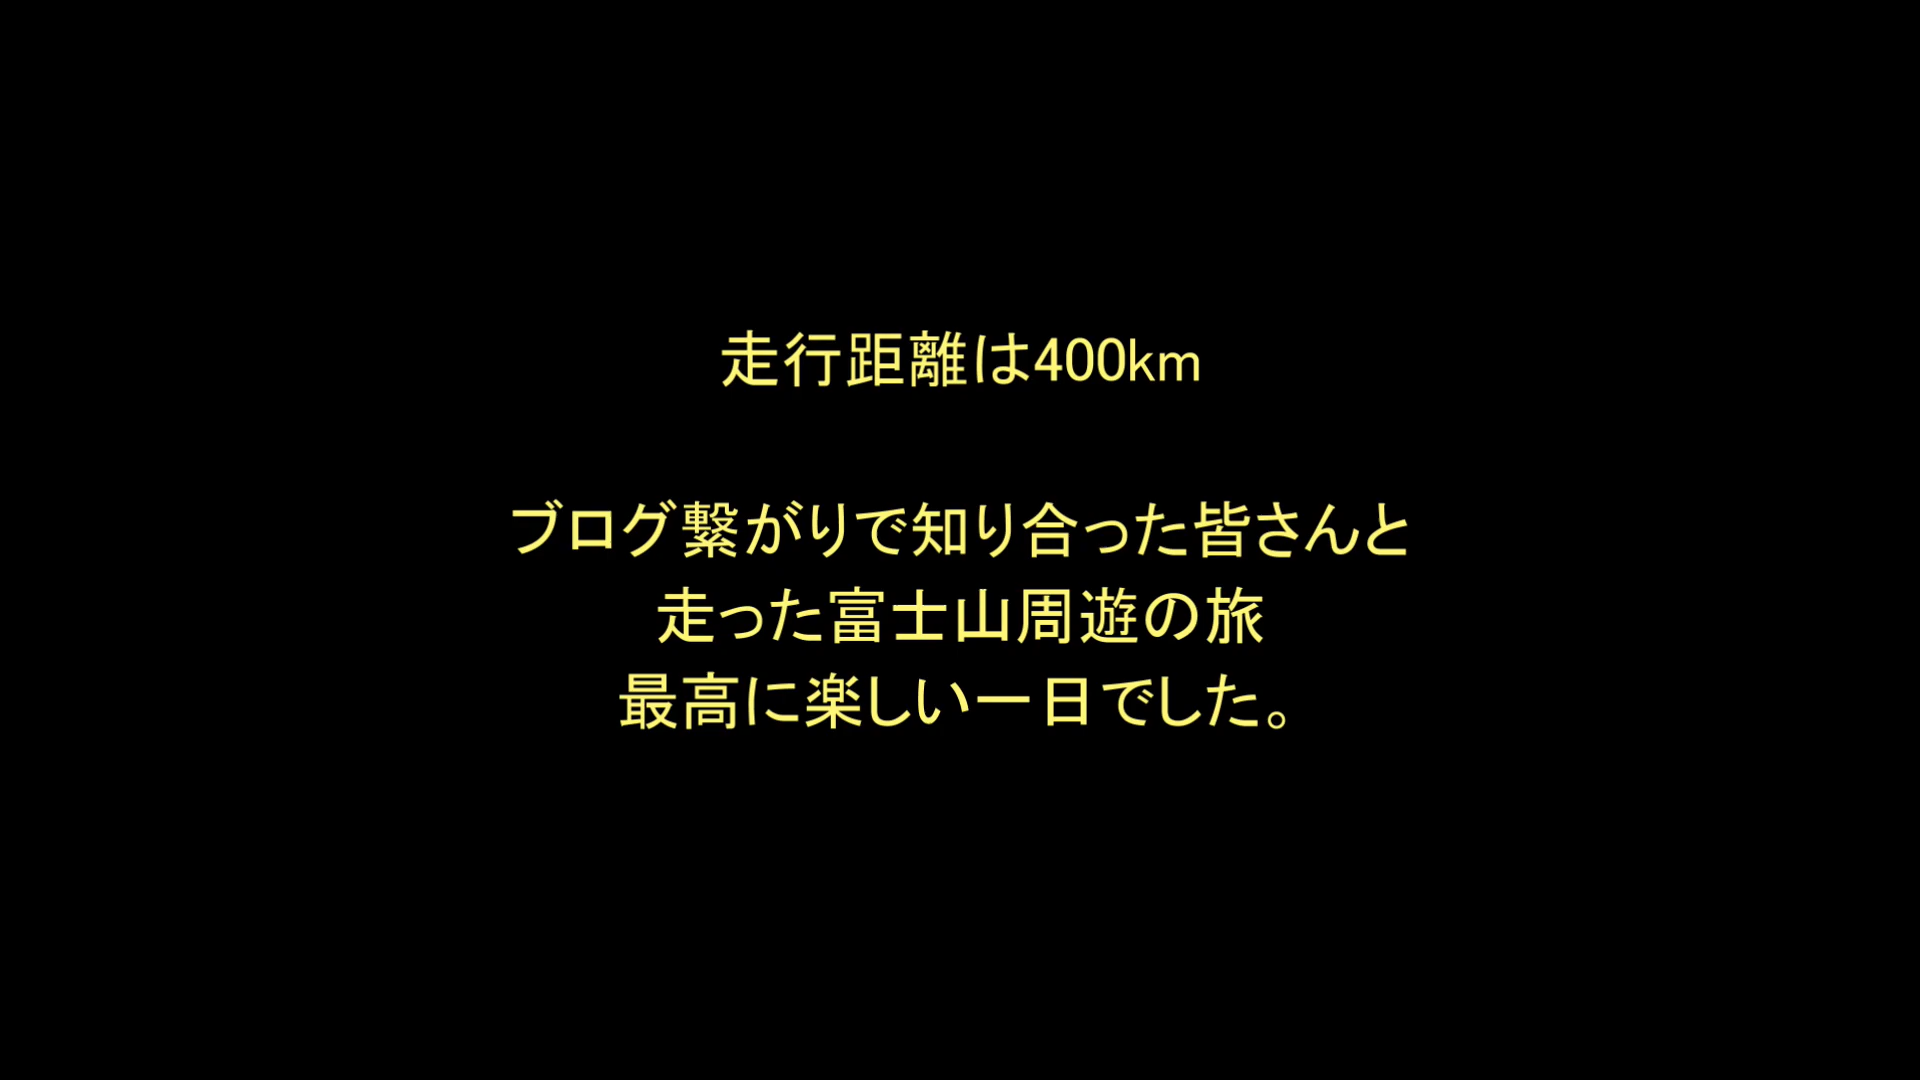 走行距離は400km
ブログ繋がりで知り合った皆さんと
走った富士山周遊の旅
最高に楽しい一日でした。